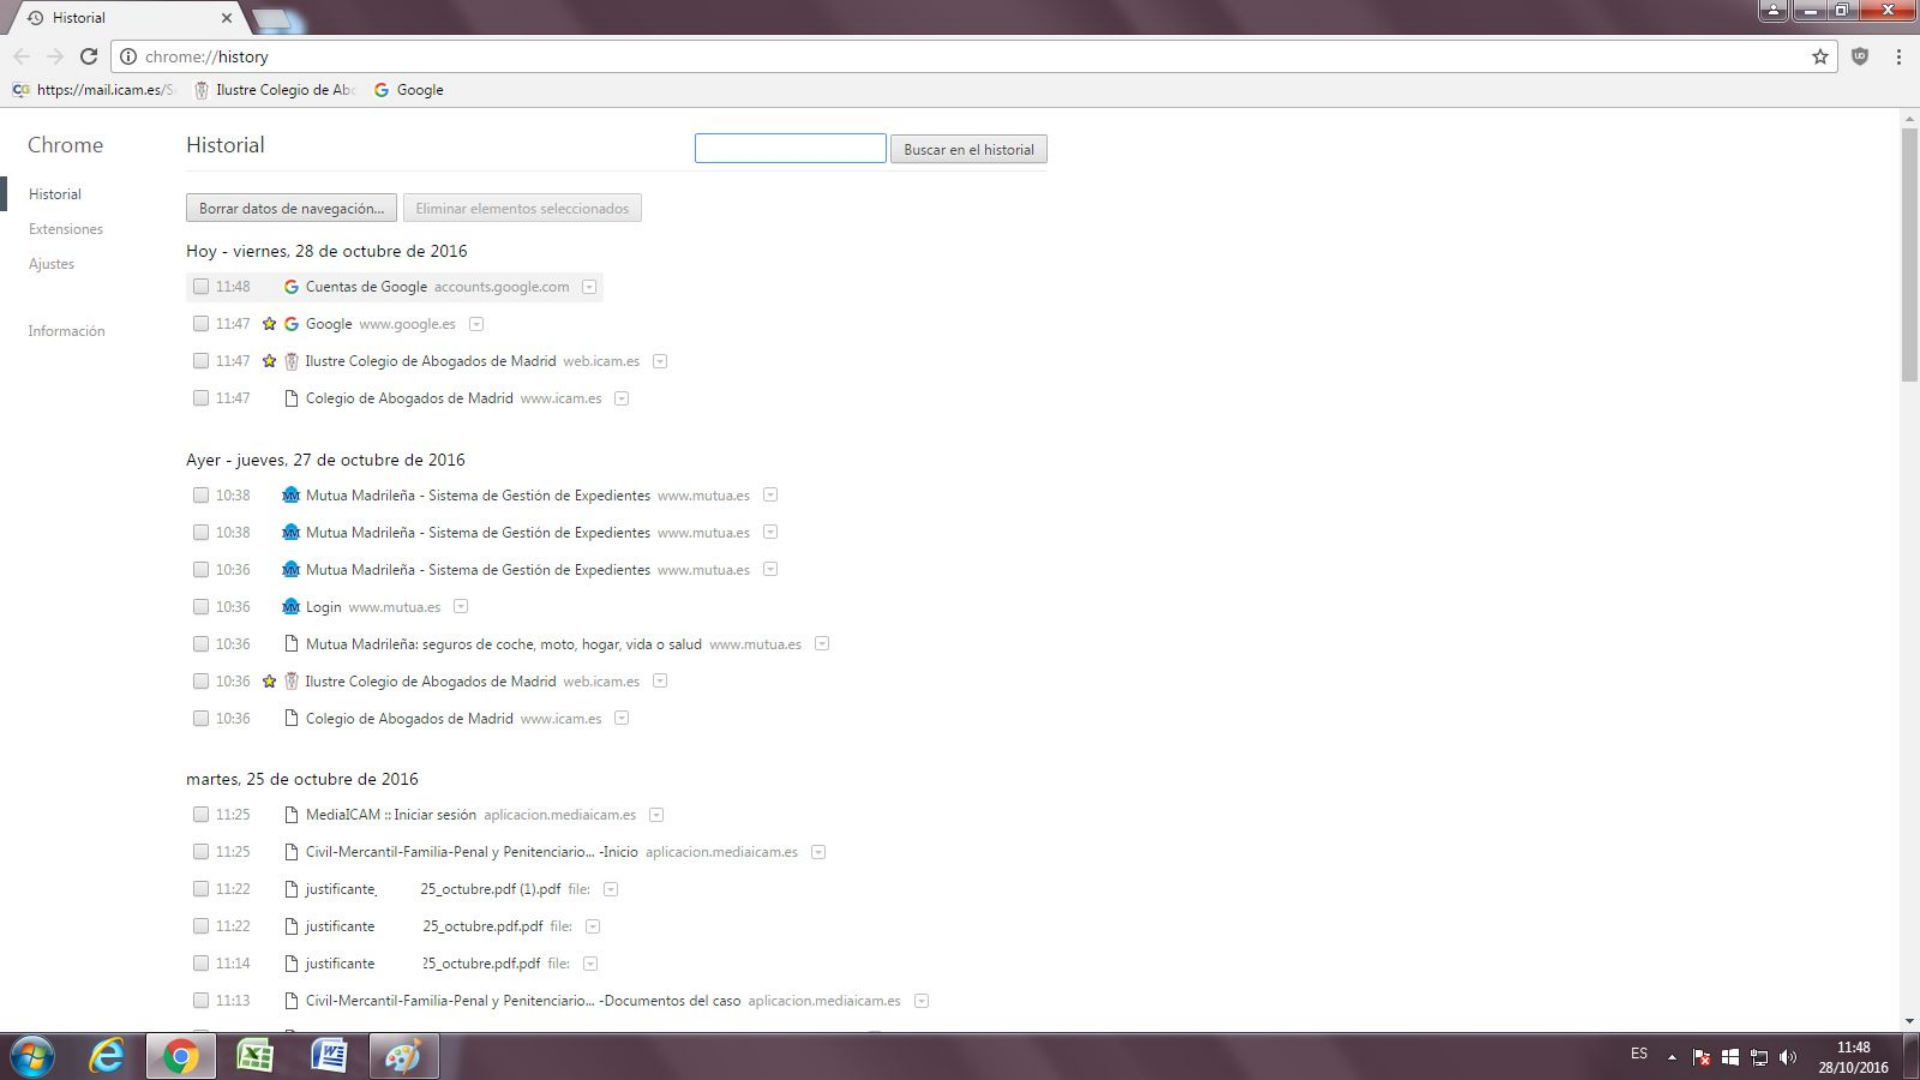 Historial
chrome://history
https://mail.icam.es/S
Ilustre Colegio de Abo
Google
Chrome
Historial
Buscar en el historial
Historial
Extensiones
Ajustes
Información
Borrar datos de navegación...
Eliminar elementos seleccionados
Hoy - viernes, 28 de octubre de 2016
11:48 Cuentas de Google accounts.google.com
11:47 Google www.google.es
11:47 Ilustre Colegio de Abogados de Madrid web.icam.es
11:47 Colegio de Abogados de Madrid www.icam.es
Ayer - jueves, 27 de octubre de 2016
10:38 Mutua Madrileña - Sistema de Gestión de Expedientes www.mutua.es
10:38 Mutua Madrileña - Sistema de Gestión de Expedientes www.mutua.es
10:36 Mutua Madrileña - Sistema de Gestión de Expedientes www.mutua.es
10:36 Login www.mutua.es
10:36 Mutua Madrileña: seguros de coche, moto, hogar, vida o salud www.mutua.es
10:36 Ilustre Colegio de Abogados de Madrid web.icam.es
10:36 Colegio de Abogados de Madrid www.icam.es
martes, 25 de octubre de 2016
11:25 MediaICAM :: Iniciar sesión aplicacion.mediaicam.es
11:25 Civil-Mercantil-Familia-Penal y Penitenciario... -Inicio aplicacion.mediaicam.es
11:22 justificante_ 25_octubre.pdf (1).pdf file:
11:22 justificante 25_octubre.pdf.pdf file:
11:14 justificante 25_octubre.pdf.pdf file:
11:13 Civil-Mercantil-Familia-Penal y Penitenciario... -Documentos del caso aplicacion.mediaicam.es
ES
11:48
28/10/2016